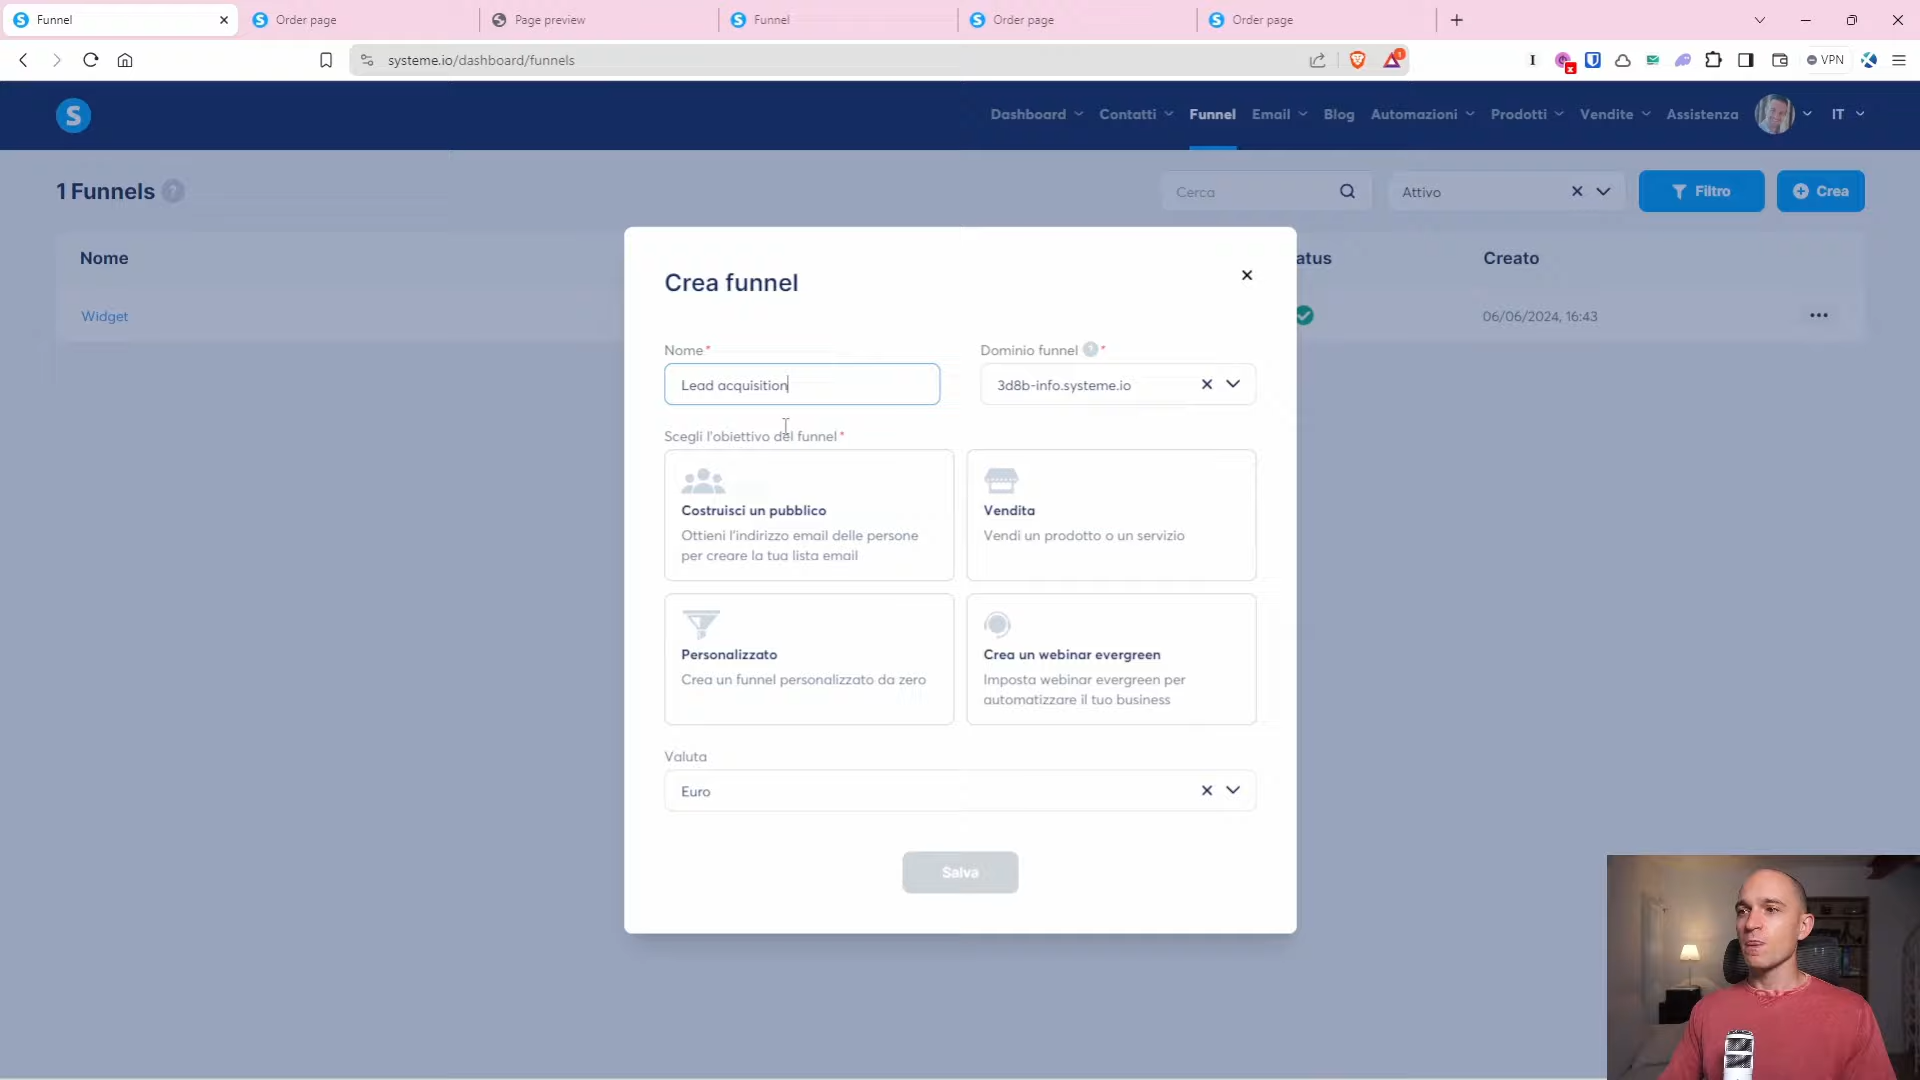 Funnel
Order page
Page preview
Funnel
Order page
Order page
systeme.io/dashboard/funnels
1
VPN
S
Dashboard
Contatti
Funnel
Email
Blog
Automazioni
Prodotti
Vendite
Assistenza
IT
1 Funnels ?
Cerca
Attivo
Filtro
Crea
Nome
atus
Creato
Widget
06/06/2024, 16:43
Crea funnel
Nome*
Dominio funnel ? *
Lead acquisition
3d8b-info.systeme.io
Scegli l'obiettivo del funnel*
Costruisci un pubblico
Ottieni l'indirizzo email delle persone
per creare la tua lista email
Vendita
Vendi un prodotto o un servizio
Personalizzato
Crea un funnel personalizzato da zero
Crea un webinar evergreen
Imposta webinar evergreen per
automatizzare il tuo business
Valuta
Euro
Salva